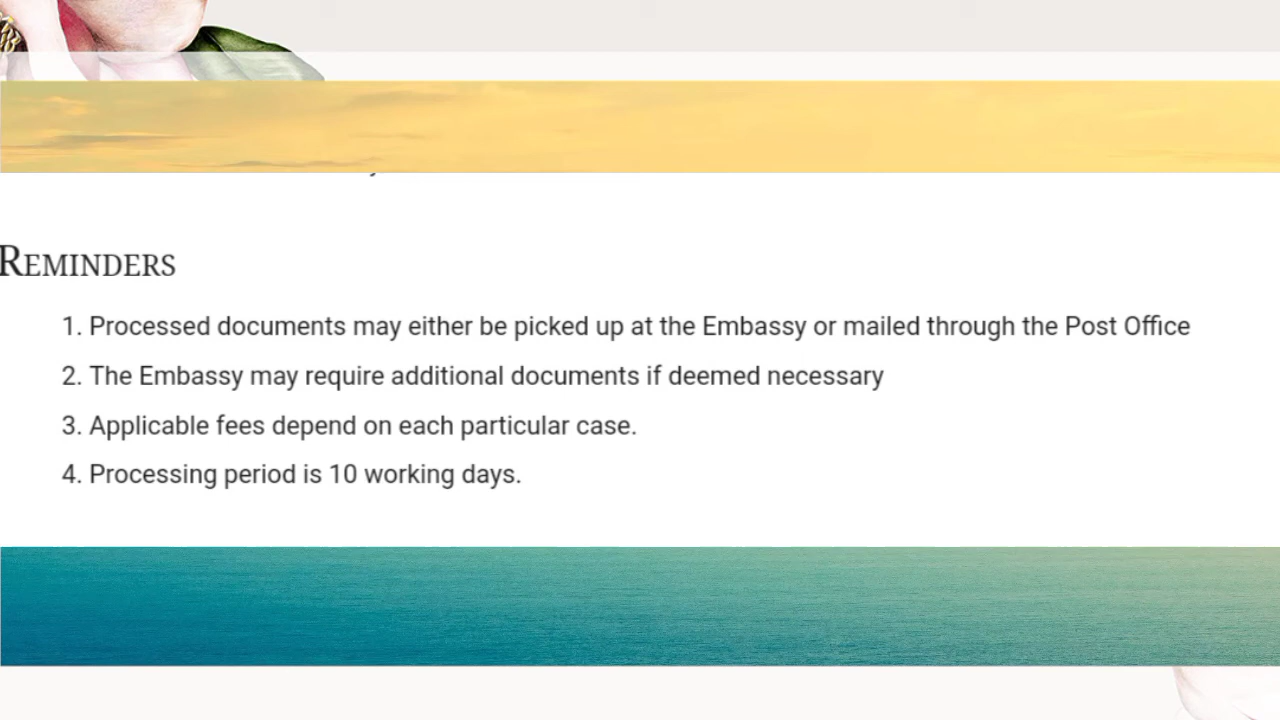 REMINDERS
1. Processed documents may either be picked up at the Embassy or mailed through the Post Office
2. The Embassy may require additional documents if deemed necessary
3. Applicable fees depend on each particular case.
4. Processing period is 10 working days.